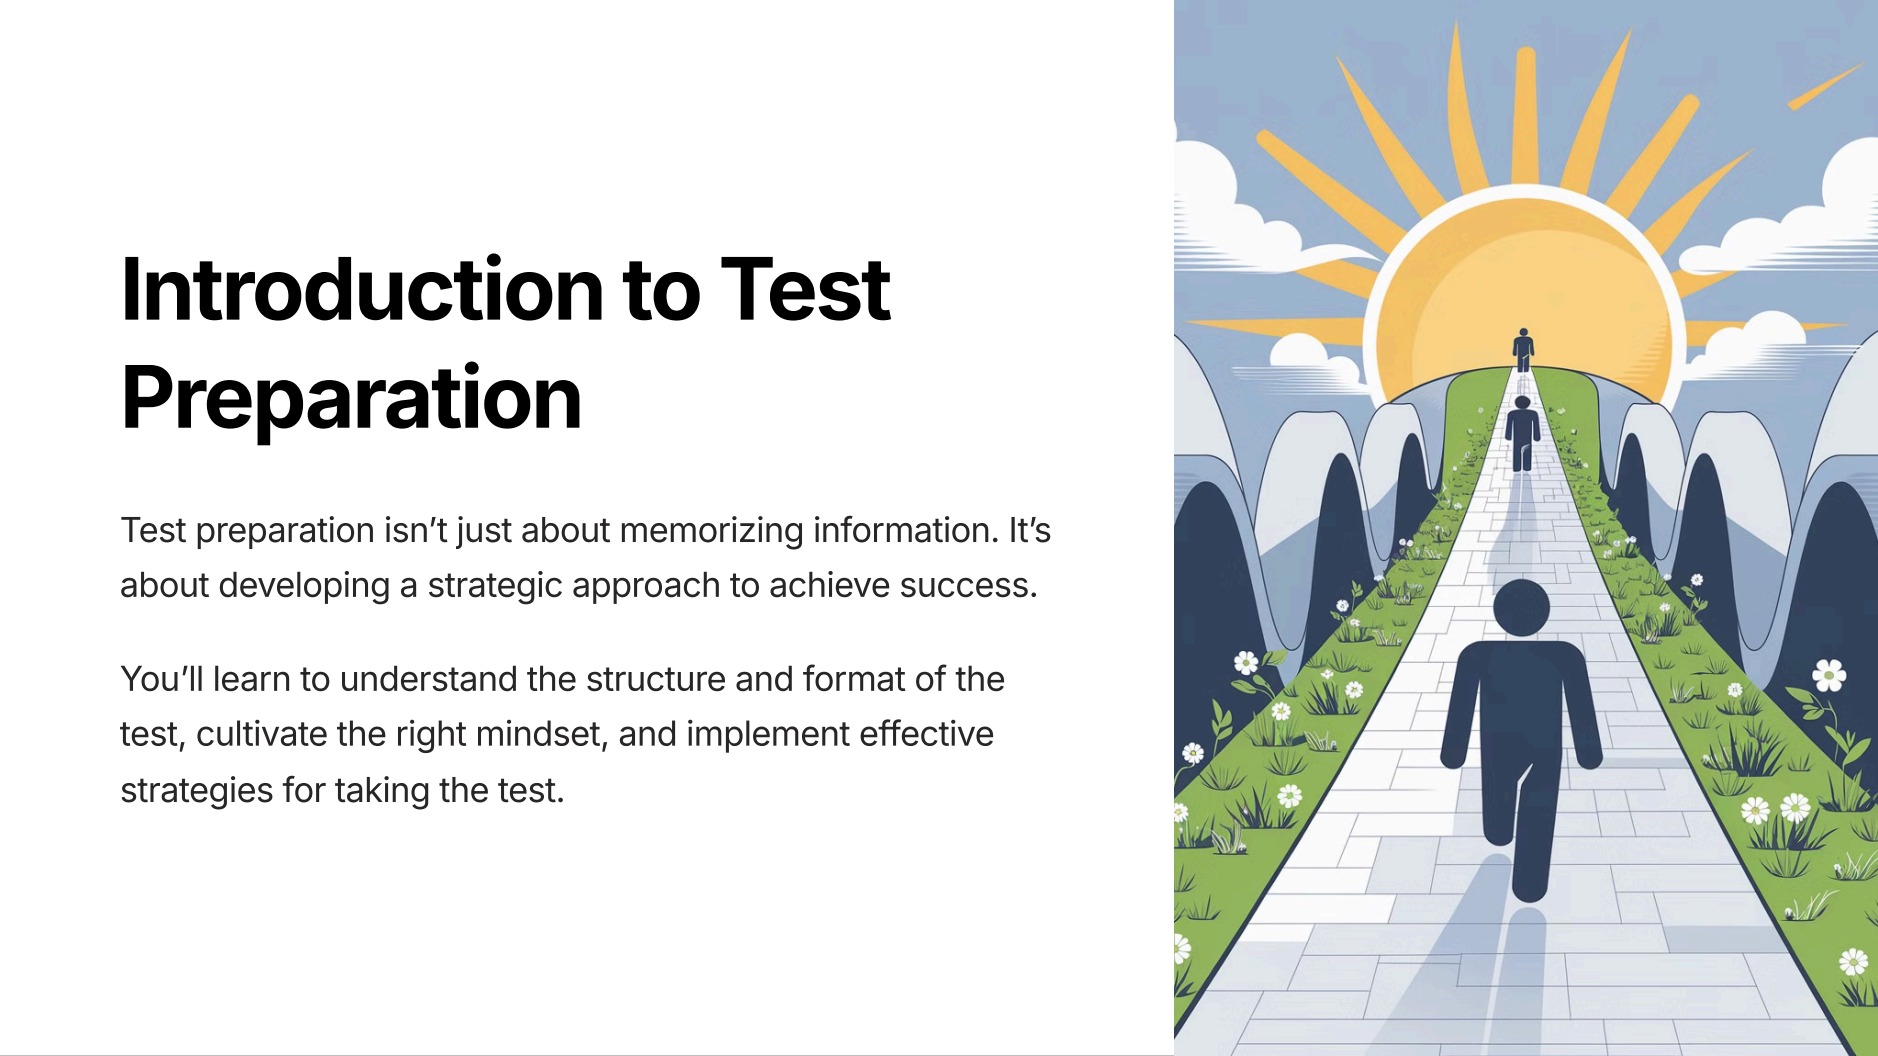 Introduction to Test
Preparation
Test preparation isn’t just about memorizing information. It’s
about developing a strategic approach to achieve success.
You’ll learn to understand the structure and format of the
test, cultivate the right mindset, and implement effective
strategies for taking the test.